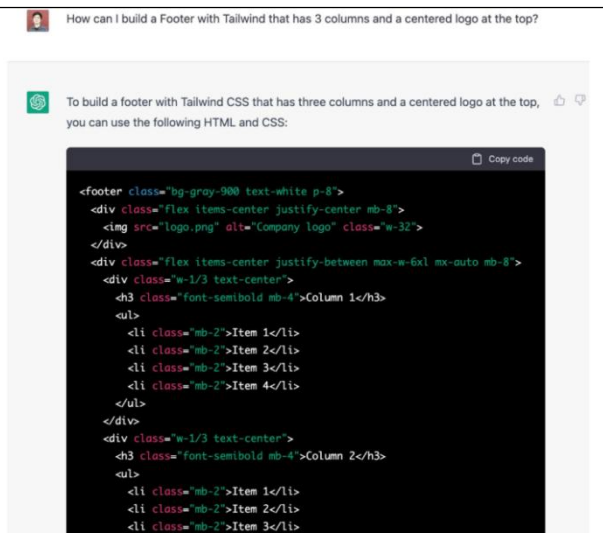 How can I build a Footer with Tailwind that has 3 columns and a centered logo at the top?
To build a footer with Tailwind CSS that has three columns and a centered logo at the top,
you can use the following HTML and CSS:
Copy code
<footer class="bg-gray-900 text-white p-8">
<div class="flex items-center justify-center mb-8">
<img src="logo.png" alt="Company logo" class="w-32">
</div>
<div class="flex items-center justify-between max-w-6xl mx-auto mb-8">
<div class="w-1/3 text-center">
<h3 class="font-semibold mb-4">Column 1</h3>
<ul>
<li class="mb-2">Item 1</li>
<li class="mb-2">Item 2</li>
<li class="mb-2">Item 3</li>
<li class="mb-2">Item 4</li>
</ul>
</div>
<div class="w-1/3 text-center">
<h3 class="font-semibold mb-4">Column 2</h3>
<ul>
<li class="mb-2">Item 1</li>
<li class="mb-2">Item 2</li>
<li class="mb-2">Item 3</li>